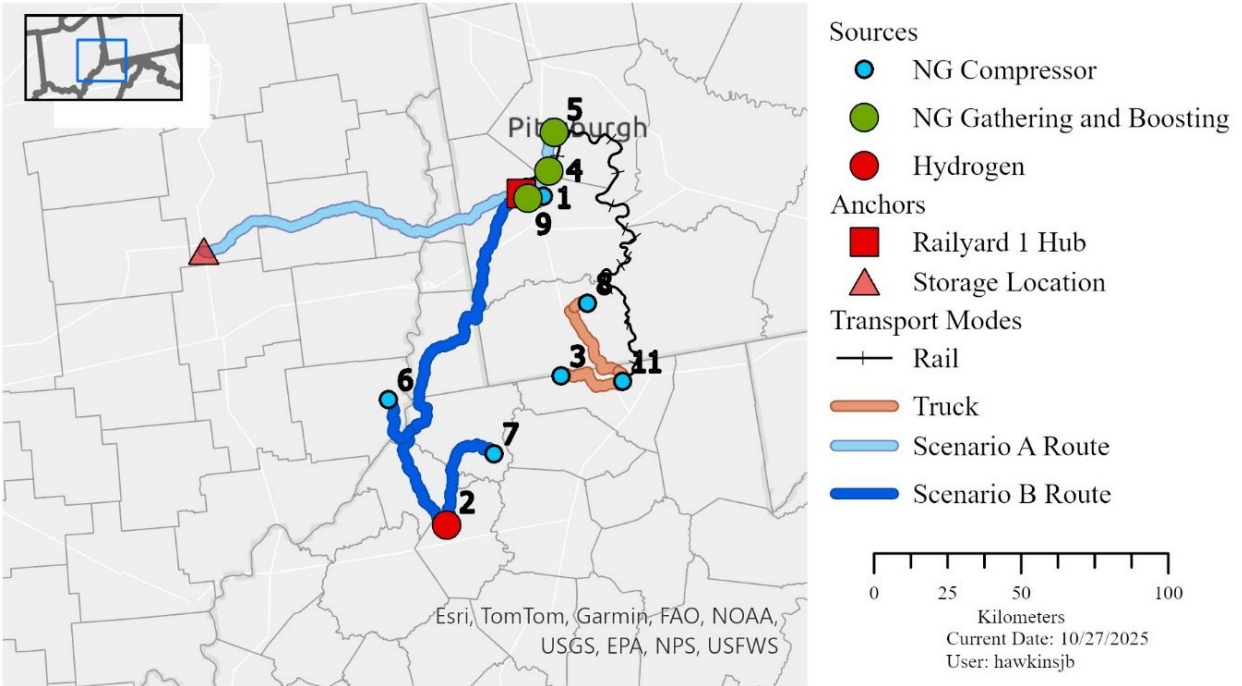 Pittsburgh
5
4
1
9
8
3
11
6
7
2
Esri, TomTom, Garmin, FAO, NOAA,
USGS, EPA, NPS, USFWS
Sources
NG Compressor
NG Gathering and Boosting
Hydrogen
Anchors
Railyard 1 Hub
Storage Location
Transport Modes
Rail
Truck
Scenario A Route
Scenario B Route
0 25 50 100
Kilometers
Current Date: 10/27/2025
User: hawkinsjb